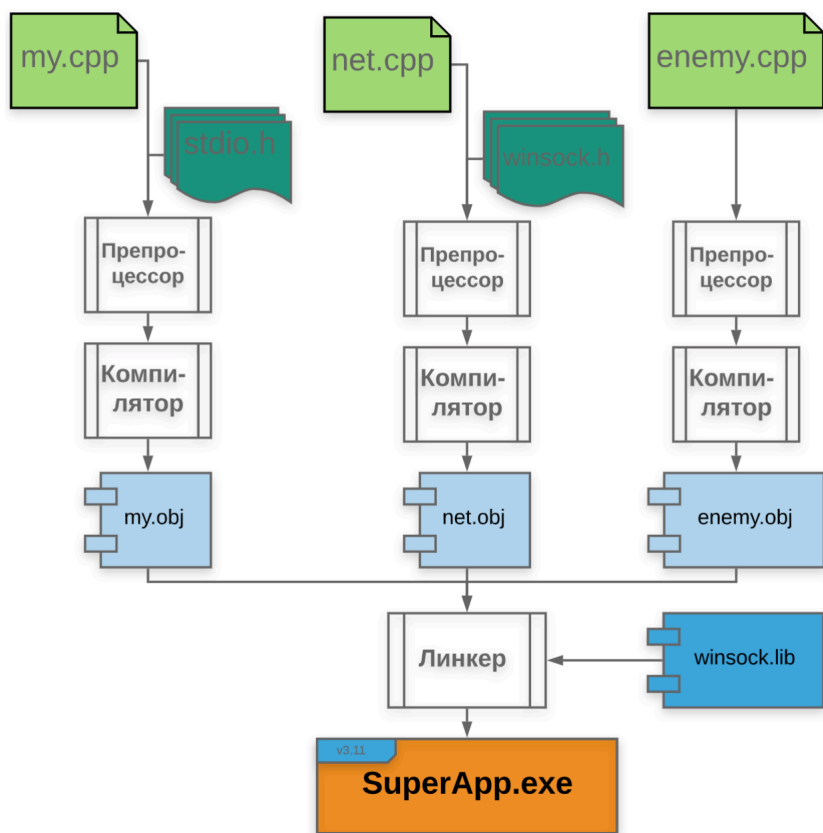 my.cpp
net.cpp
enemy.cpp
stdio.h
winsock.h
Препро-
цессор
Препро-
цессор
Препро-
цессор
Компи-
лятор
Компи-
лятор
Компи-
лятор
my.obj
net.obj
enemy.obj
Линкер
winsock.lib
v3.11
SuperApp.exe